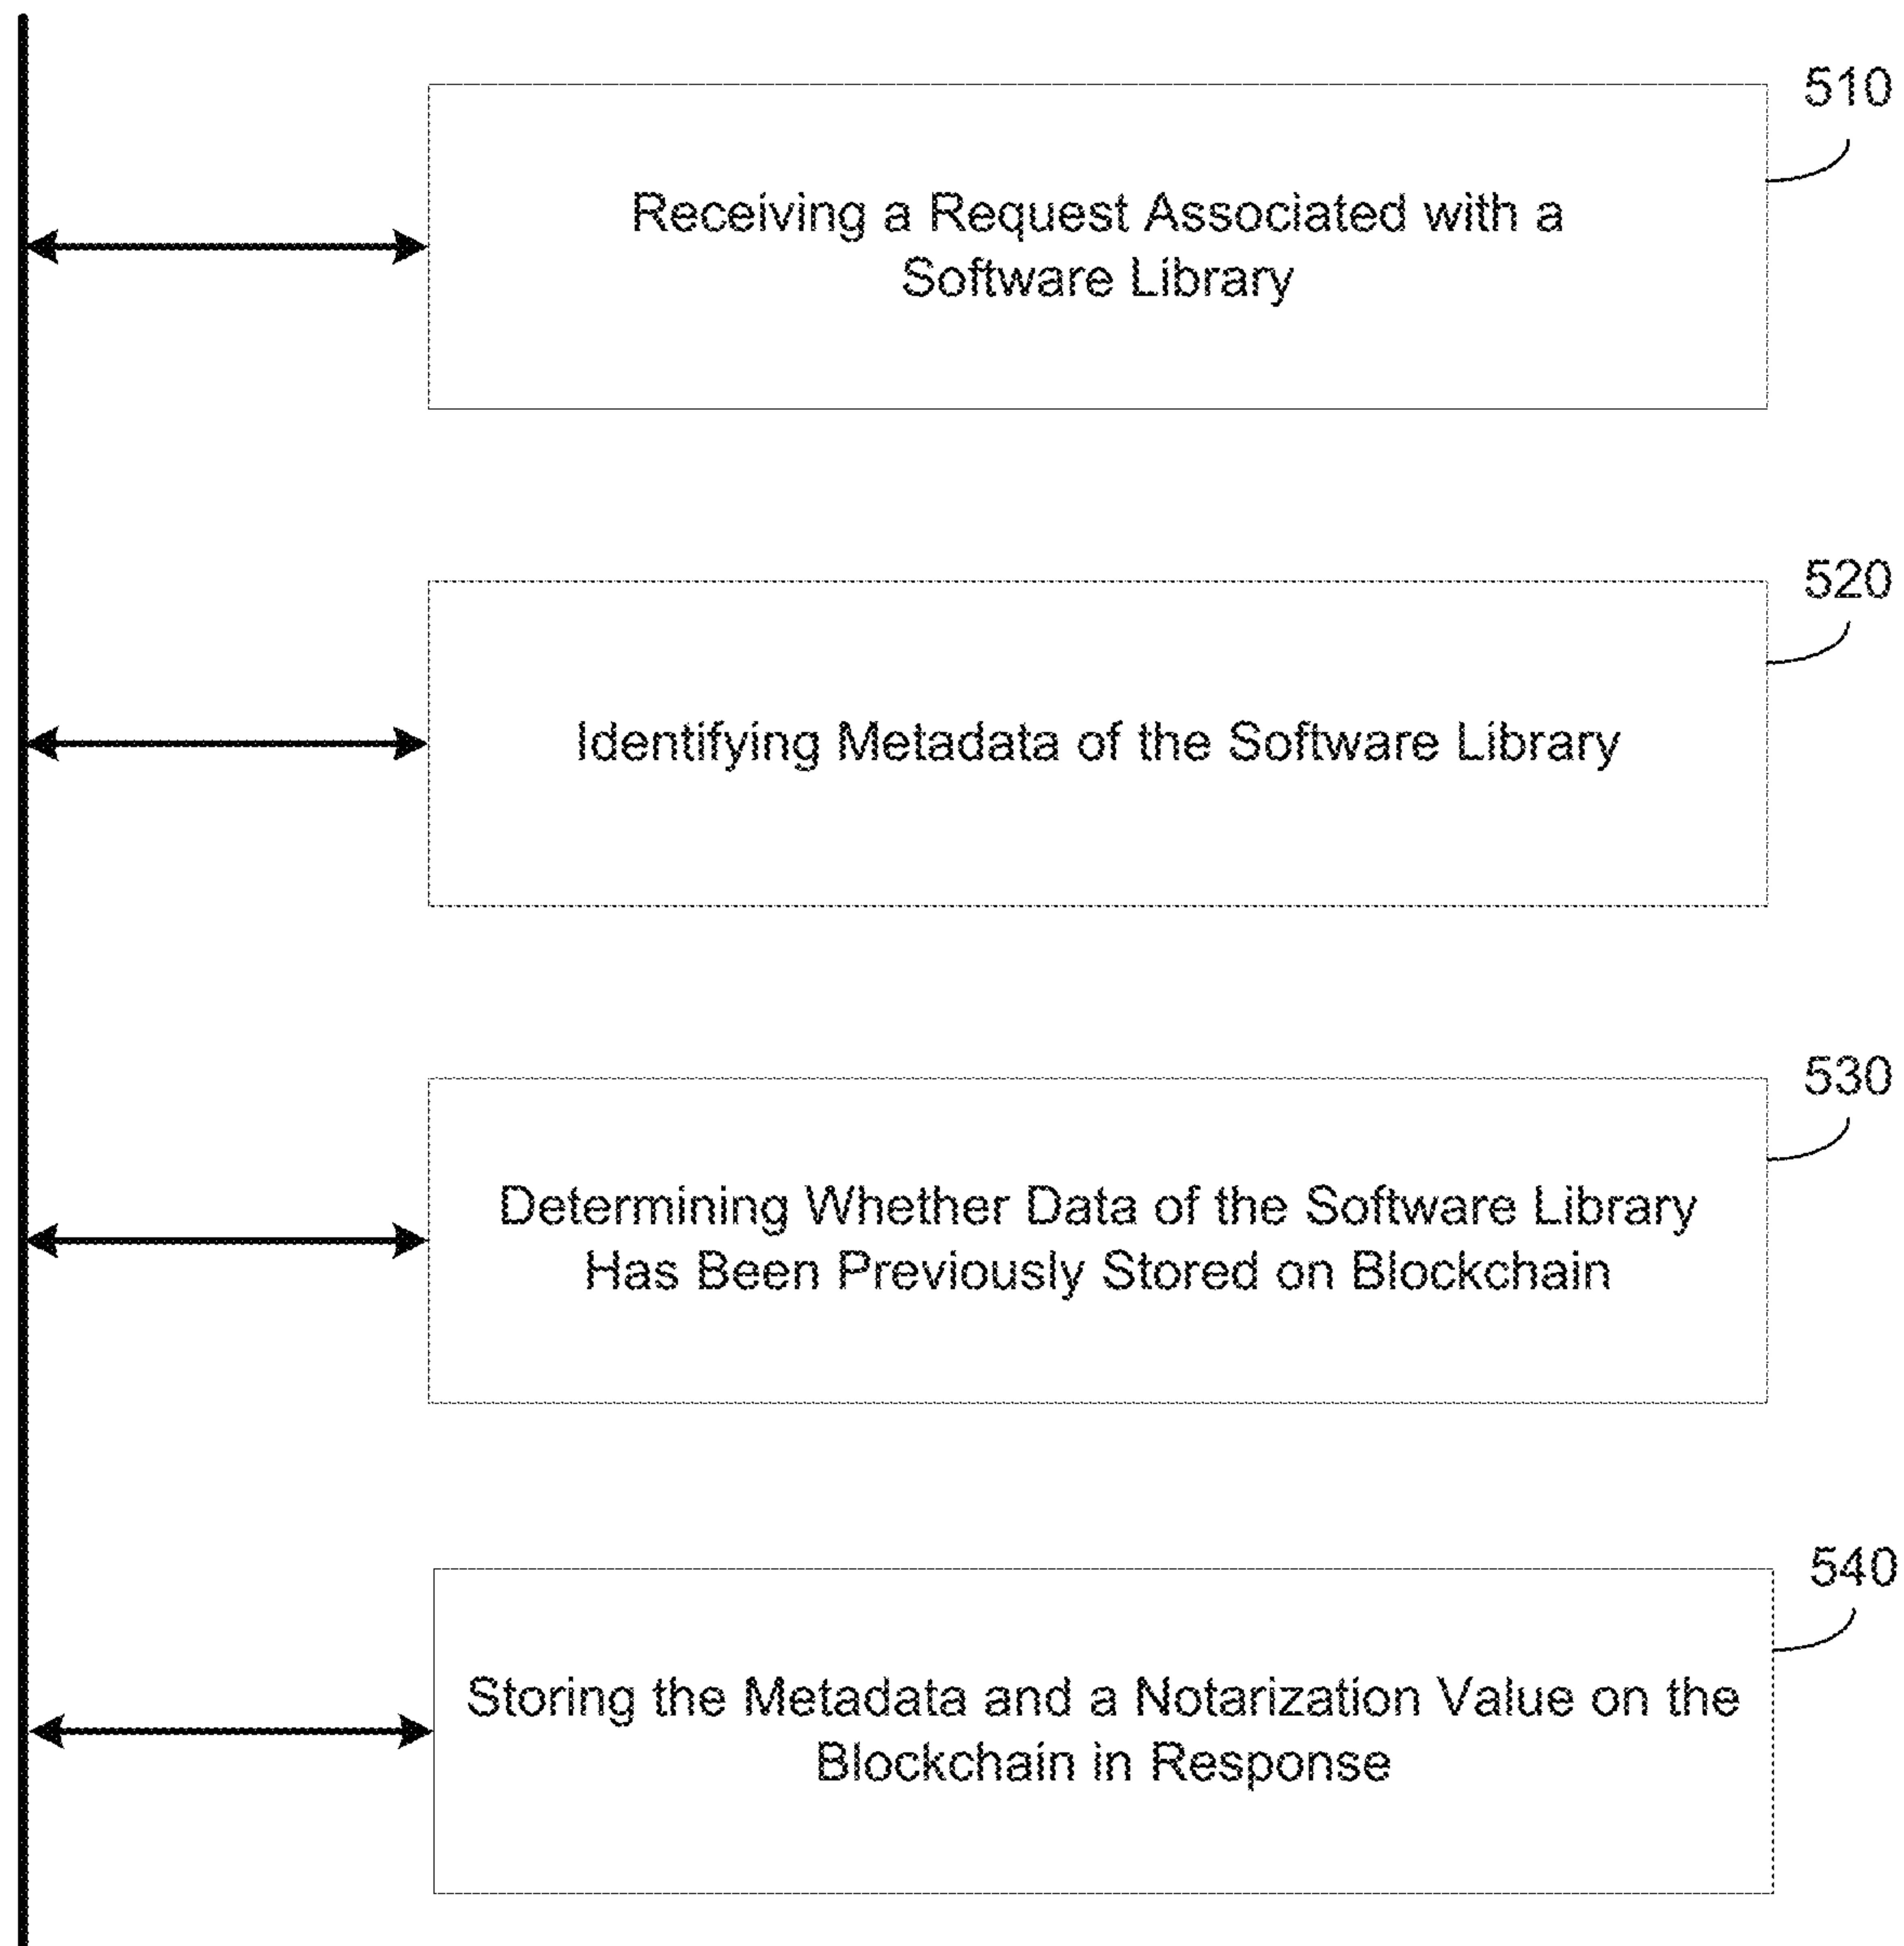 510
Receiving a Request Associated with a
Software Library
520
Identifying Metadata of the Software Library
530
Determining Whether Data of the Software Library
Has Been Previously Stored on Blockchain
540
Storing the Metadata and a Notarization Value on the
Blockchain in Response